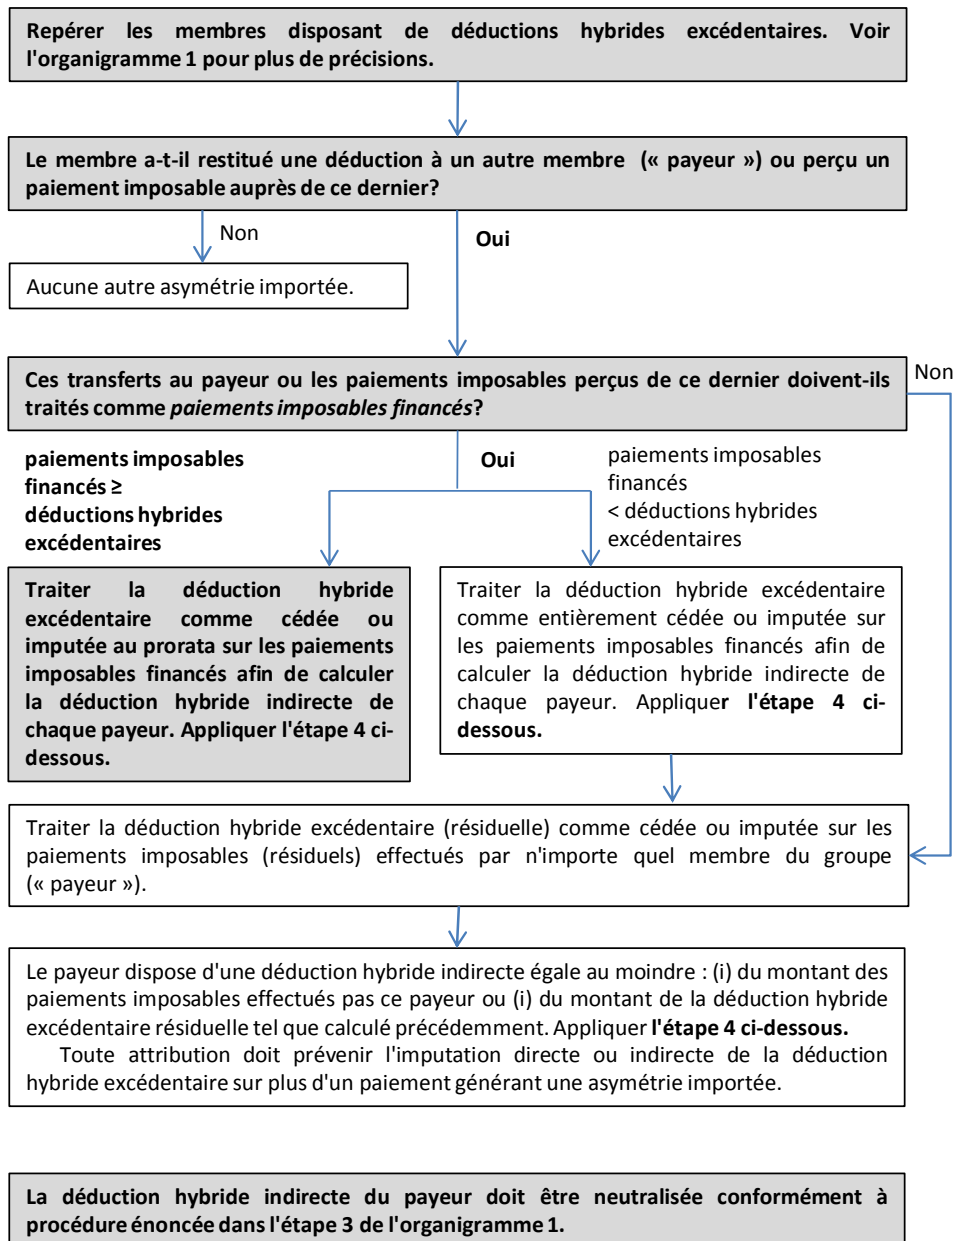 Repérer les membres disposant de déductions hybrides excédentaires. Voir
l'organigramme 1 pour plus de précisions.
Le membre a-t-il restitué une déduction à un autre membre (« payeur ») ou perçu un
paiement imposable auprès de ce dernier?
Non
Oui
Aucune autre asymétrie importée.
Ces transferts au payeur ou les paiements imposables perçus de ce dernier doivent-ils
traités comme paiements imposables financés?
Non
paiements imposables
financés ≥
déductions hybrides
excédentaires
Oui
paiements imposables
financés
< déductions hybrides
excédentaires
Traiter la déduction hybride
excédentaire comme cédée ou
imputée au prorata sur les paiements
imposables financés afin de calculer
la déduction hybride indirecte de
chaque payeur. Appliquer l'étape 4 ci-
dessous.
Traiter la déduction hybride excédentaire
comme entièrement cédée ou imputée sur
les paiements imposables financés afin de
calculer la déduction hybride indirecte de
chaque payeur. Appliquer l'étape 4 ci-
dessous.
Traiter la déduction hybride excédentaire (résiduelle) comme cédée ou imputée sur les
paiements imposables (résiduels) effectués par n'importe quel membre du groupe
(« payeur »).
Le payeur dispose d'une déduction hybride indirecte égale au moindre : (i) du montant des
paiements imposables effectués pas ce payeur ou (i) du montant de la déduction hybride
excédentaire résiduelle tel que calculé précédemment. Appliquer l'étape 4 ci-dessous.
Toute attribution doit prévenir l'imputation directe ou indirecte de la déduction
hybride excédentaire sur plus d'un paiement générant une asymétrie importée.
La déduction hybride indirecte du payeur doit être neutralisée conformément à
procédure énoncée dans l'étape 3 de l'organigramme 1.